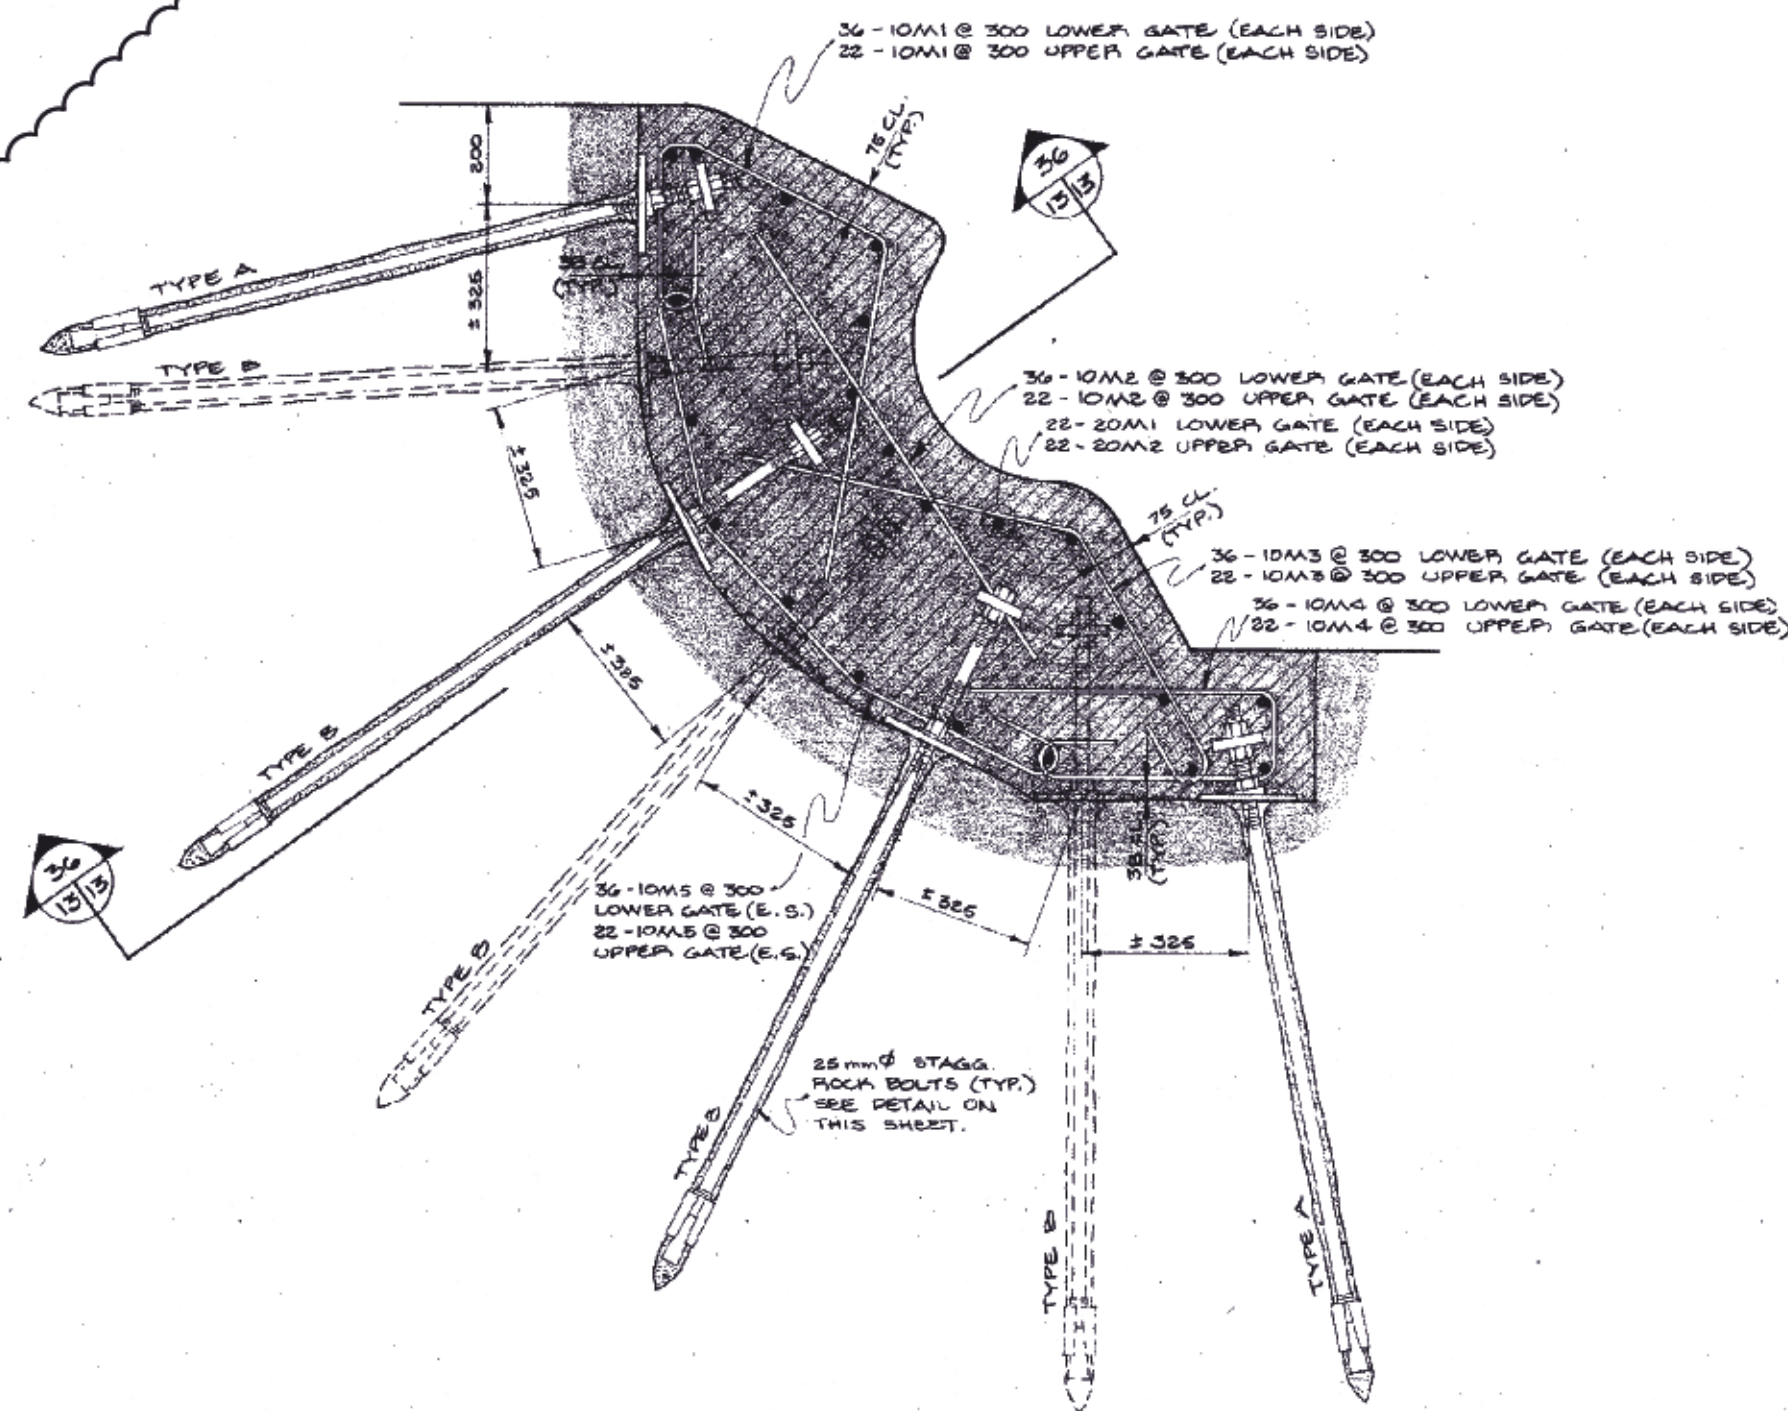 36 - 10M1 @ 300 LOWER GATE (EACH SIDE)
22 - 10M1 @ 300 UPPER GATE (EACH SIDE)
75 CL.
(TYP.)
200
± 325
38 CL.
(TYP.)
36
13 13
TYPE A
TYPE B
± 325
36 - 10M2 @ 300 LOWER GATE (EACH SIDE)
22 - 10M2 @ 300 UPPER GATE (EACH SIDE)
22 - 20M1 LOWER GATE (EACH SIDE)
22 - 20M2 UPPER GATE (EACH SIDE)
75 CL.
(TYP.)
36 - 10M3 @ 300 LOWER GATE (EACH SIDE)
22 - 10M3 @ 300 UPPER GATE (EACH SIDE)
36 - 10M4 @ 300 LOWER GATE (EACH SIDE)
22 - 10M4 @ 300 UPPER GATE (EACH SIDE)
± 325
TYPE B
± 325
36
13 13
36 - 10M5 @ 300
LOWER GATE (E.S.)
22 - 10M5 @ 300
UPPER GATE (E.S.)
± 325
38 CL.
(TYP.)
± 325
TYPE B
25 mm Ø STAGG.
ROCK BOLTS (TYP.)
SEE DETAIL ON
THIS SHEET.
TYPE B
TYPE B
TYPE A